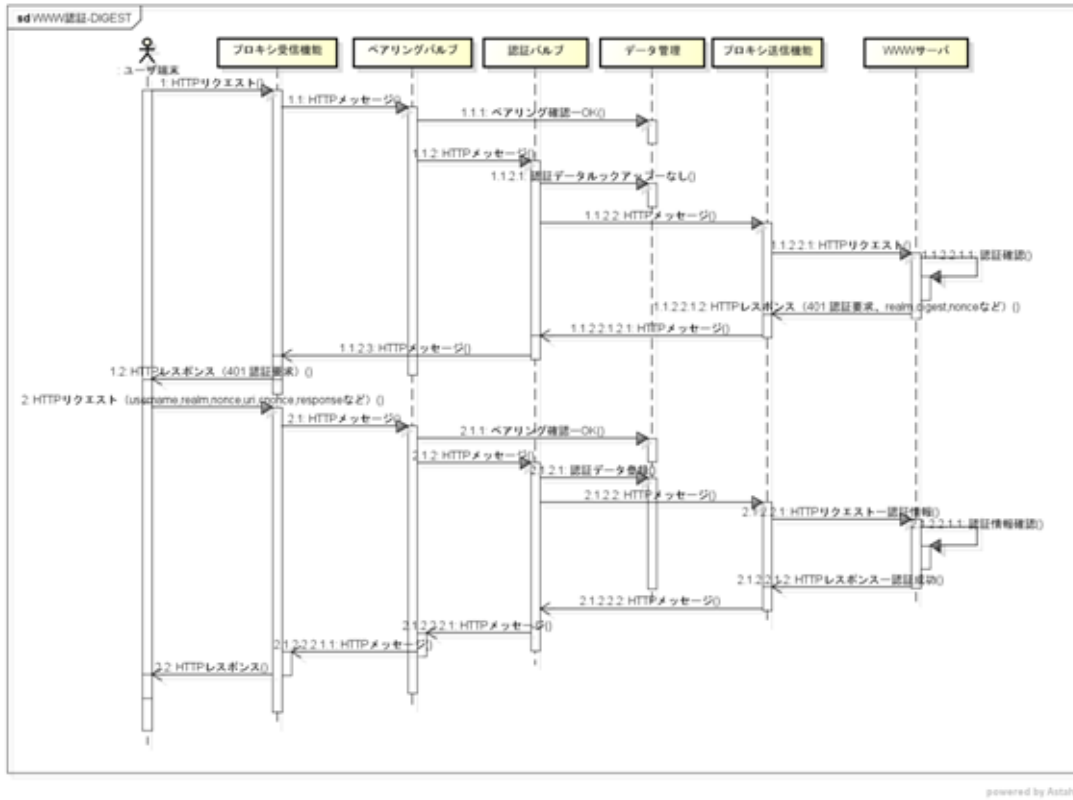 sd WWW認証-DIGEST
プロキシ受信機能
ペアリングバルブ
認証バルブ
データ管理
プロキシ送信機能
WWWサーバ
: ユーザ端末
1: HTTPリクエスト()
1.1: HTTPメッセージ()
1.1.1: ペアリング確認ーOK()
1.1.2: HTTPメッセージ()
1.1.2.1: 認証データルックアップーなし()
1.1.2.2: HTTPメッセージ()
1.1.2.2.1: HTTPリクエスト()
1.1.2.2.1.1: 認証確認()
1.1.2.2.1.2: HTTPレスポンス（401 認証要求、realm,digest,nonceなど）()
1.1.2.2.1.2.1: HTTPメッセージ()
1.1.2.3: HTTPメッセージ()
1.2: HTTPレスポンス（401 認証要求）()
2: HTTPリクエスト（username,realm,nonce,uri,cnonce,responseなど）()
2.1: HTTPメッセージ()
2.1.1: ペアリング確認ーOK()
2.1.2: HTTPメッセージ()
2.1.2.1: 認証データ登録()
2.1.2.2: HTTPメッセージ()
2.1.2.2.1: HTTPリクエストー認証情報()
2.1.2.2.1.1: 認証情報確認()
2.1.2.2.1.2: HTTPレスポンスー認証成功()
2.1.2.2.2: HTTPメッセージ()
2.1.2.2.2.1: HTTPメッセージ()
2.1.2.2.2.1.1: HTTPメッセージ()
2.2: HTTPレスポンス()
powered by Astah